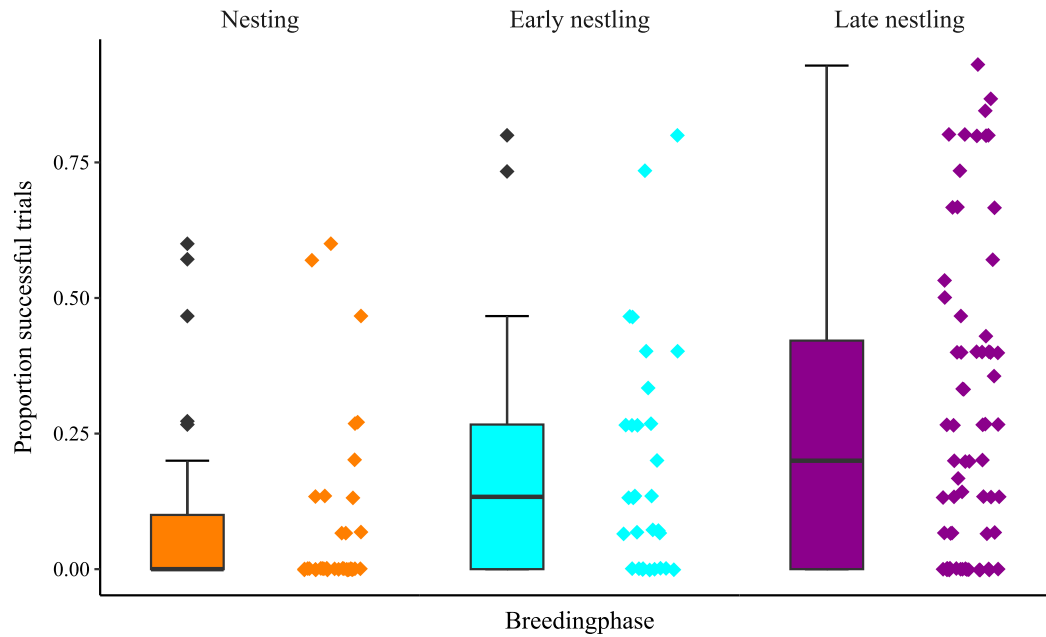 Nesting Early nestling Late nestling
Proportion successful trials
0.75
0.50
0.25
0.00
Breedingphase